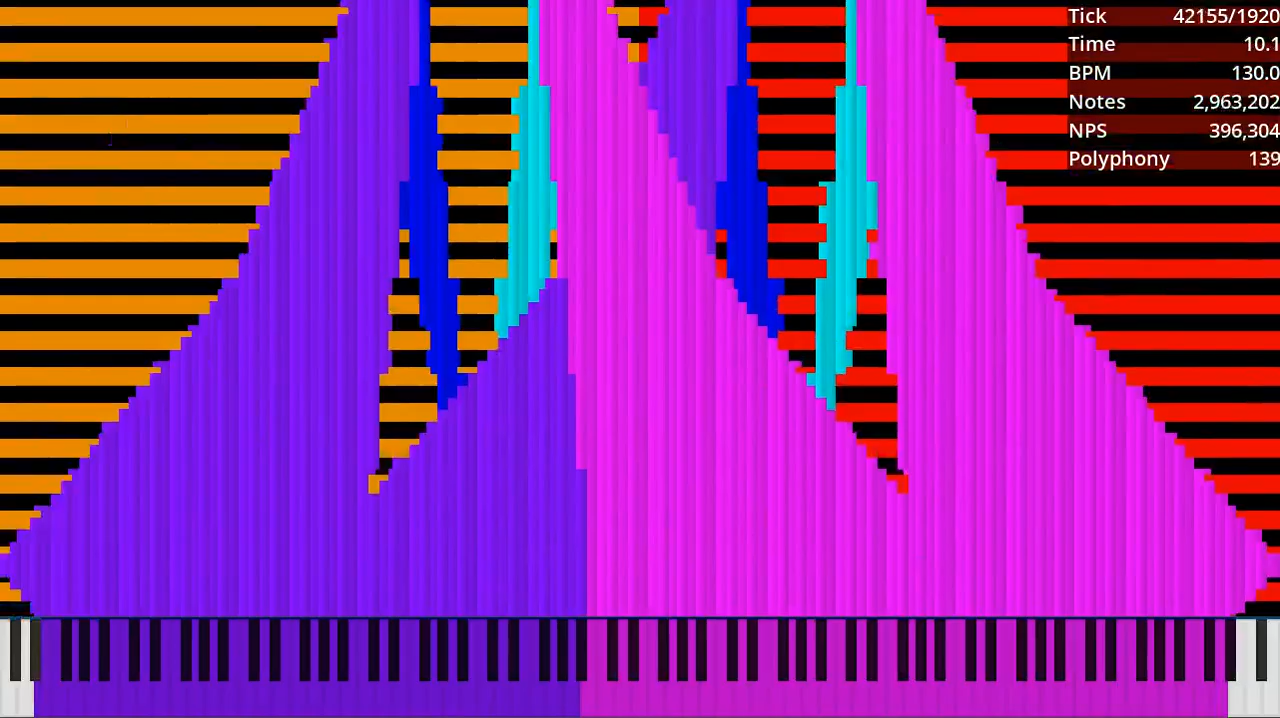 Tick 42155/1920
Time 10.1
BPM 130.0
Notes 2,963,202
NPS 396,304
Polyphony 139